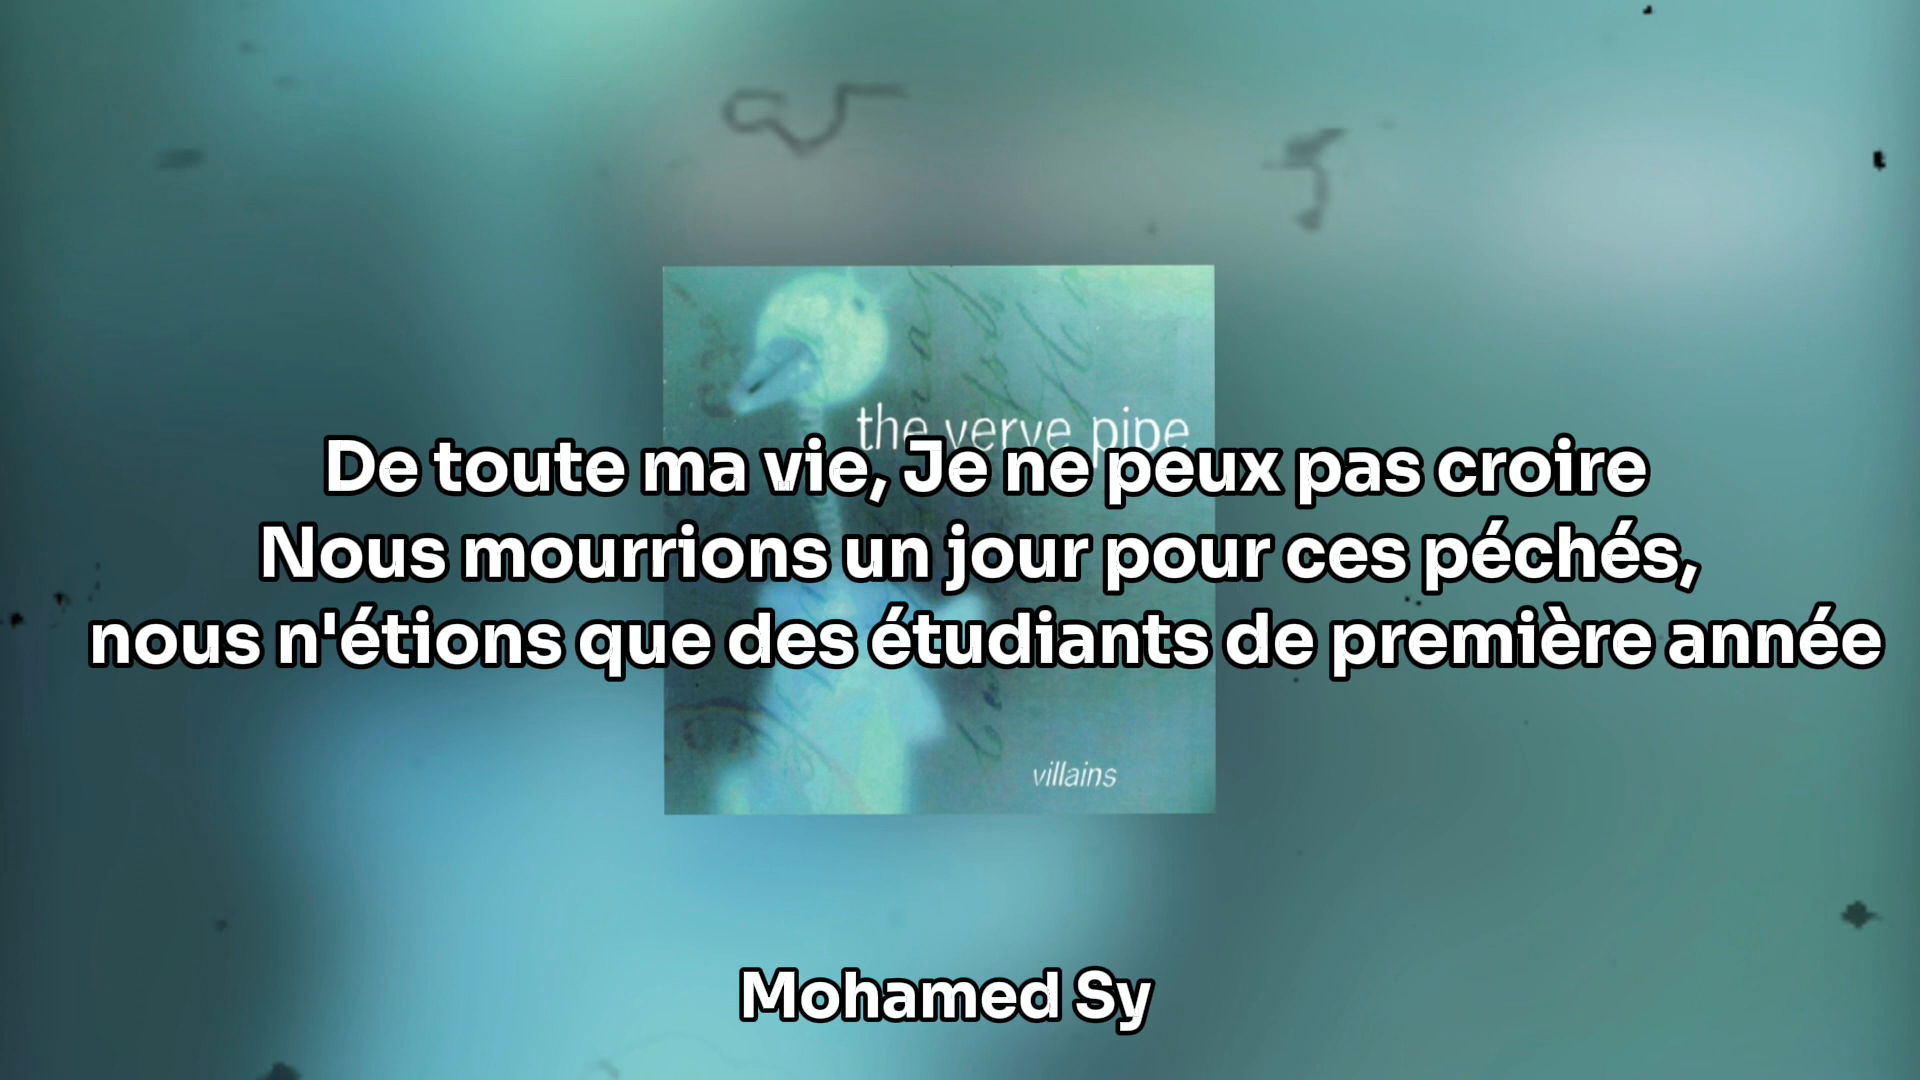 the verve pipe
De toute ma vie, Je ne peux pas croire
Nous mourrions un jour pour ces péchés,
nous n'étions que des étudiants de première année
villains
Mohamed Sy